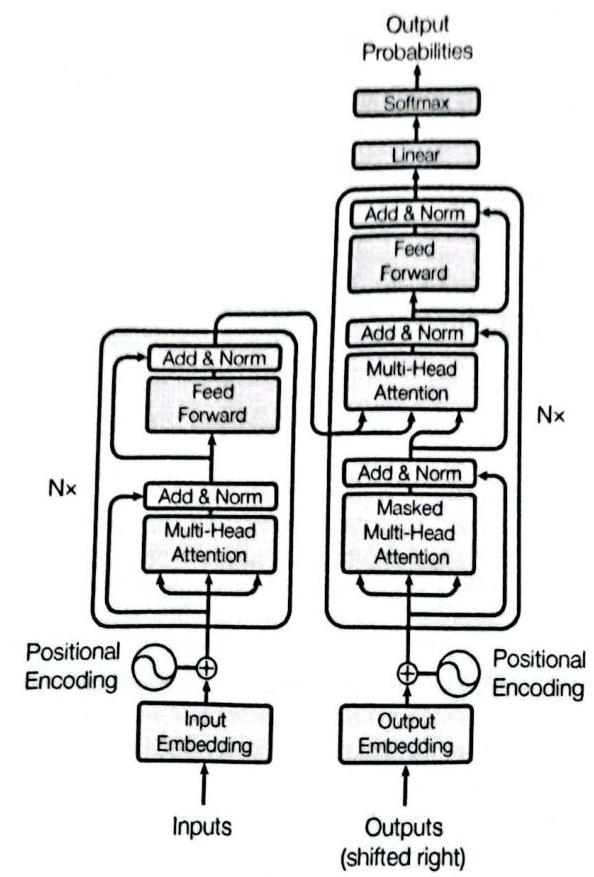 Output
Probabilities
Softmax
Linear
Add & Norm
Feed
Forward
Add & Norm
Multi-Head
Attention
Add & Norm
Masked
Multi-Head
Attention
Nx
Add & Norm
Feed
Forward
Add & Norm
Multi-Head
Attention
Nx
Positional
Encoding
Positional
Encoding
Input
Embedding
Output
Embedding
Inputs
Outputs
(shifted right)